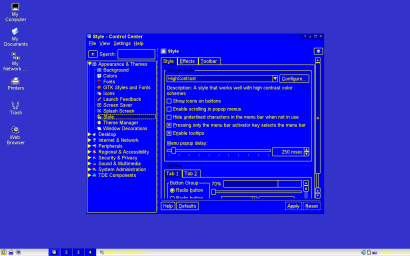 My
Computer
My
Documents
My
Network ...
Printers
Trash
Web
Browser
Style - Control Center
File View Settings Help
Search:
Appearance & Themes
Background
Colors
Fonts
GTK Styles and Fonts
Icons
Launch Feedback
Screen Saver
Splash Screen
Style
Theme Manager
Window Decorations
Desktop
Internet & Network
Peripherals
Regional & Accessibility
Security & Privacy
Sound & Multimedia
System Administration
TDE Components
Style
Style Effects Toolbar
HighContrast
Configure...
Description: A style that works well with high contrast color
schemes
Show icons on buttons
Enable scrolling in popup menus
Hide underlined characters in the menu bar when not in use
Pressing only the menu bar activator key selects the menu bar
Enable tooltips
Menu popup delay:
250 msec
Tab 1 Tab 2
Button Group
Radio button
70%
Help Defaults Apply Reset
2 3 4